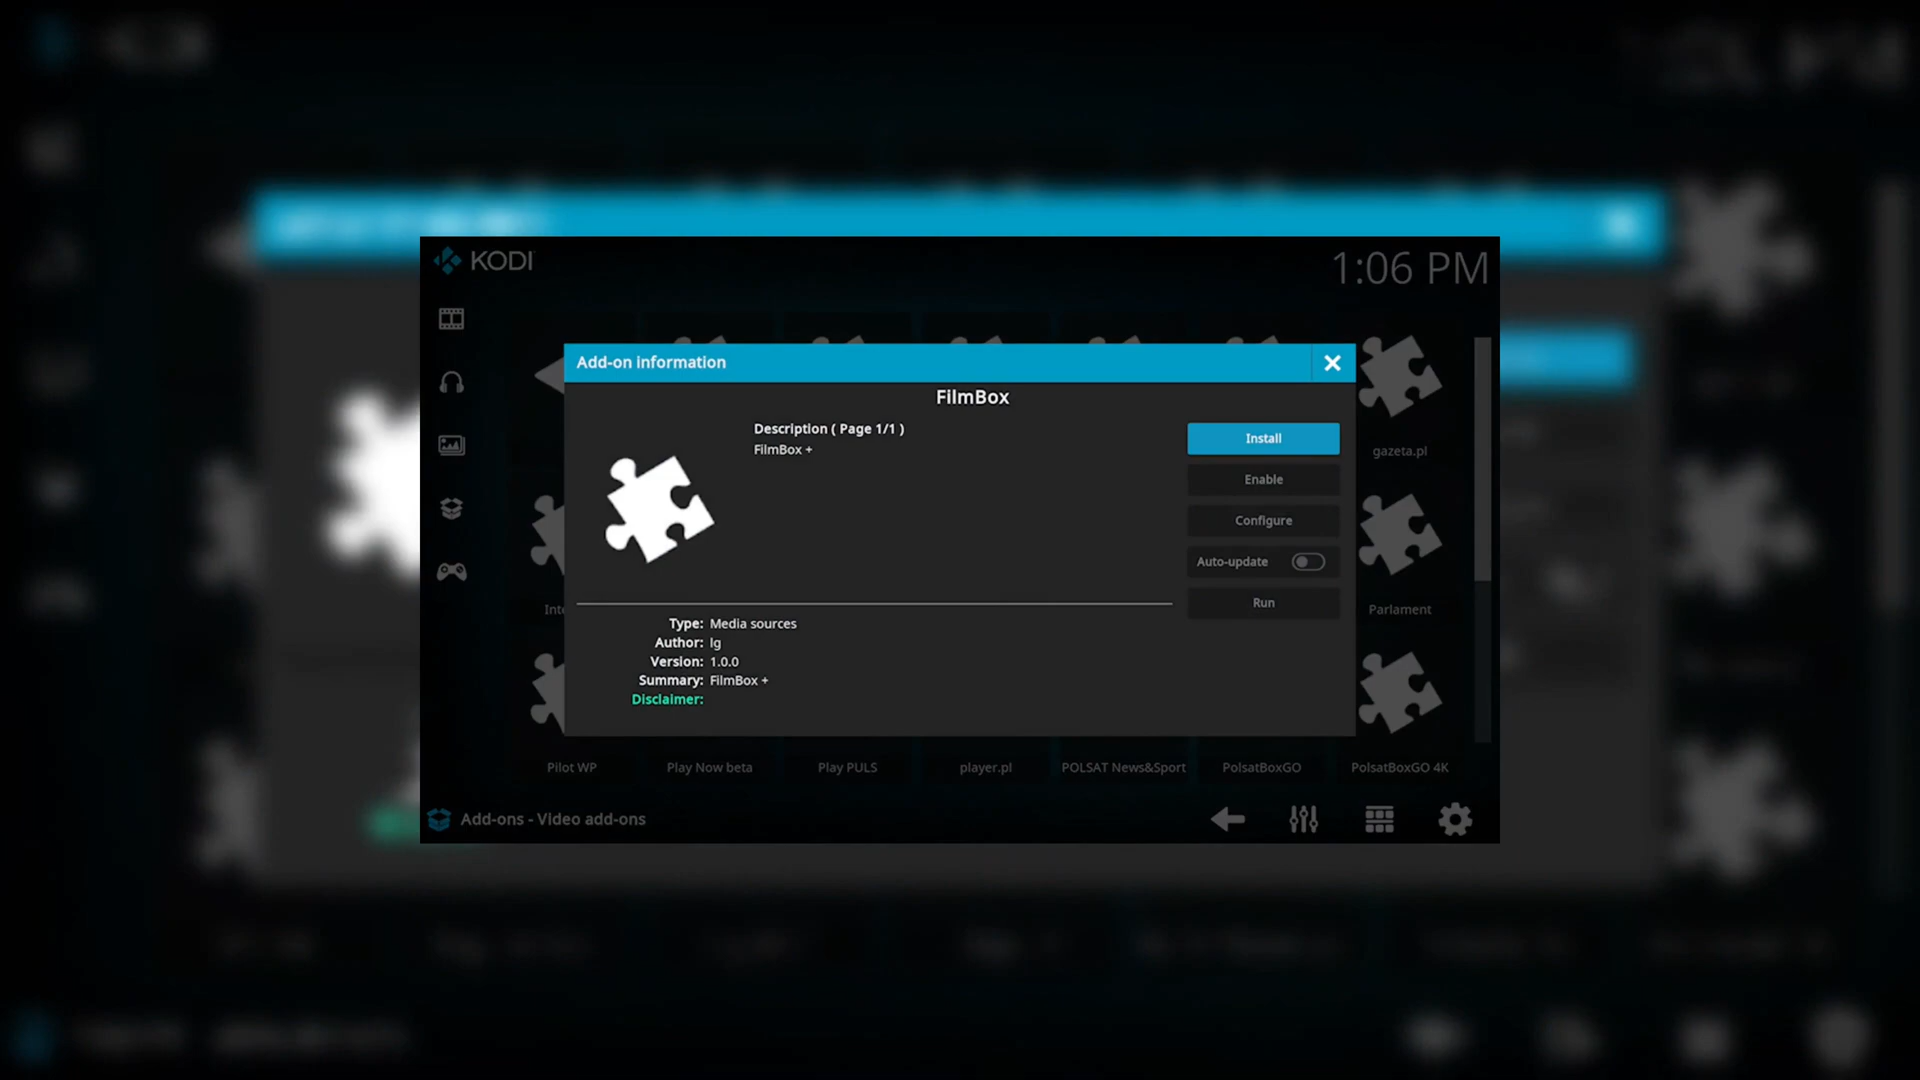 KODI
1:06 PM
Add-on information
FilmBox
Description ( Page 1/1 )
FilmBox +
Install
Enable
Configure
Auto-update
Run
Type: Media sources
Author: lg
Version: 1.0.0
Summary: FilmBox +
Disclaimer:
gazeta.pl
Parlament
Pilot WP
Play Now beta
Play PULS
player.pl
POLSAT News&Sport
PolsatBoxGO
PolsatBoxGO 4K
Add-ons - Video add-ons